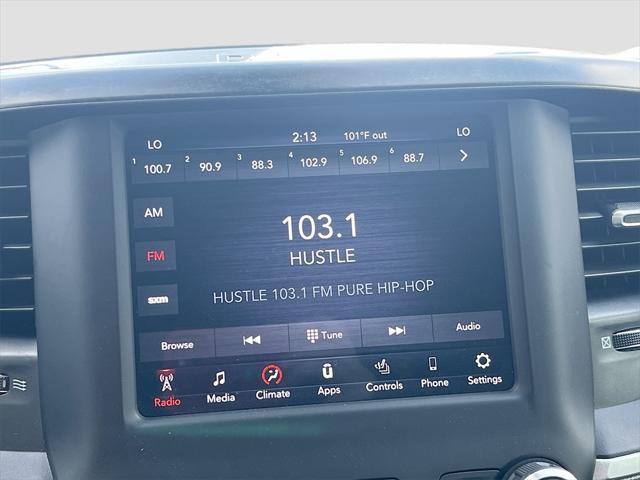 LO 2:13 101°F out LO
1 100.7 2 90.9 3 88.3 4 102.9 5 106.9 6 88.7
AM
103.1
FM
HUSTLE
sxm
HUSTLE 103.1 FM PURE HIP-HOP
Browse Tune Audio
Radio Media Climate Apps Controls Phone Settings